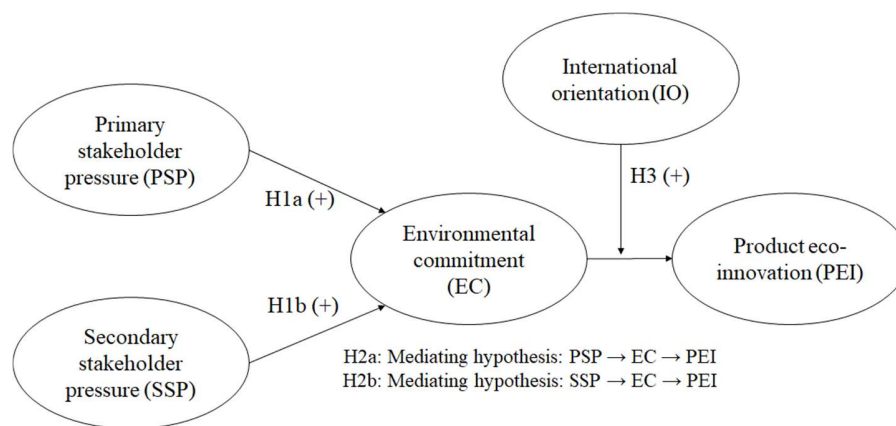 International
orientation (IO)
Primary
stakeholder
pressure (PSP)
H1a (+)
H3 (+)
Environmental
commitment
(EC)
Product eco-
innovation (PEI)
H1b (+)
Secondary
stakeholder
pressure (SSP)
H2a: Mediating hypothesis: PSP → EC → PEI
H2b: Mediating hypothesis: SSP → EC → PEI